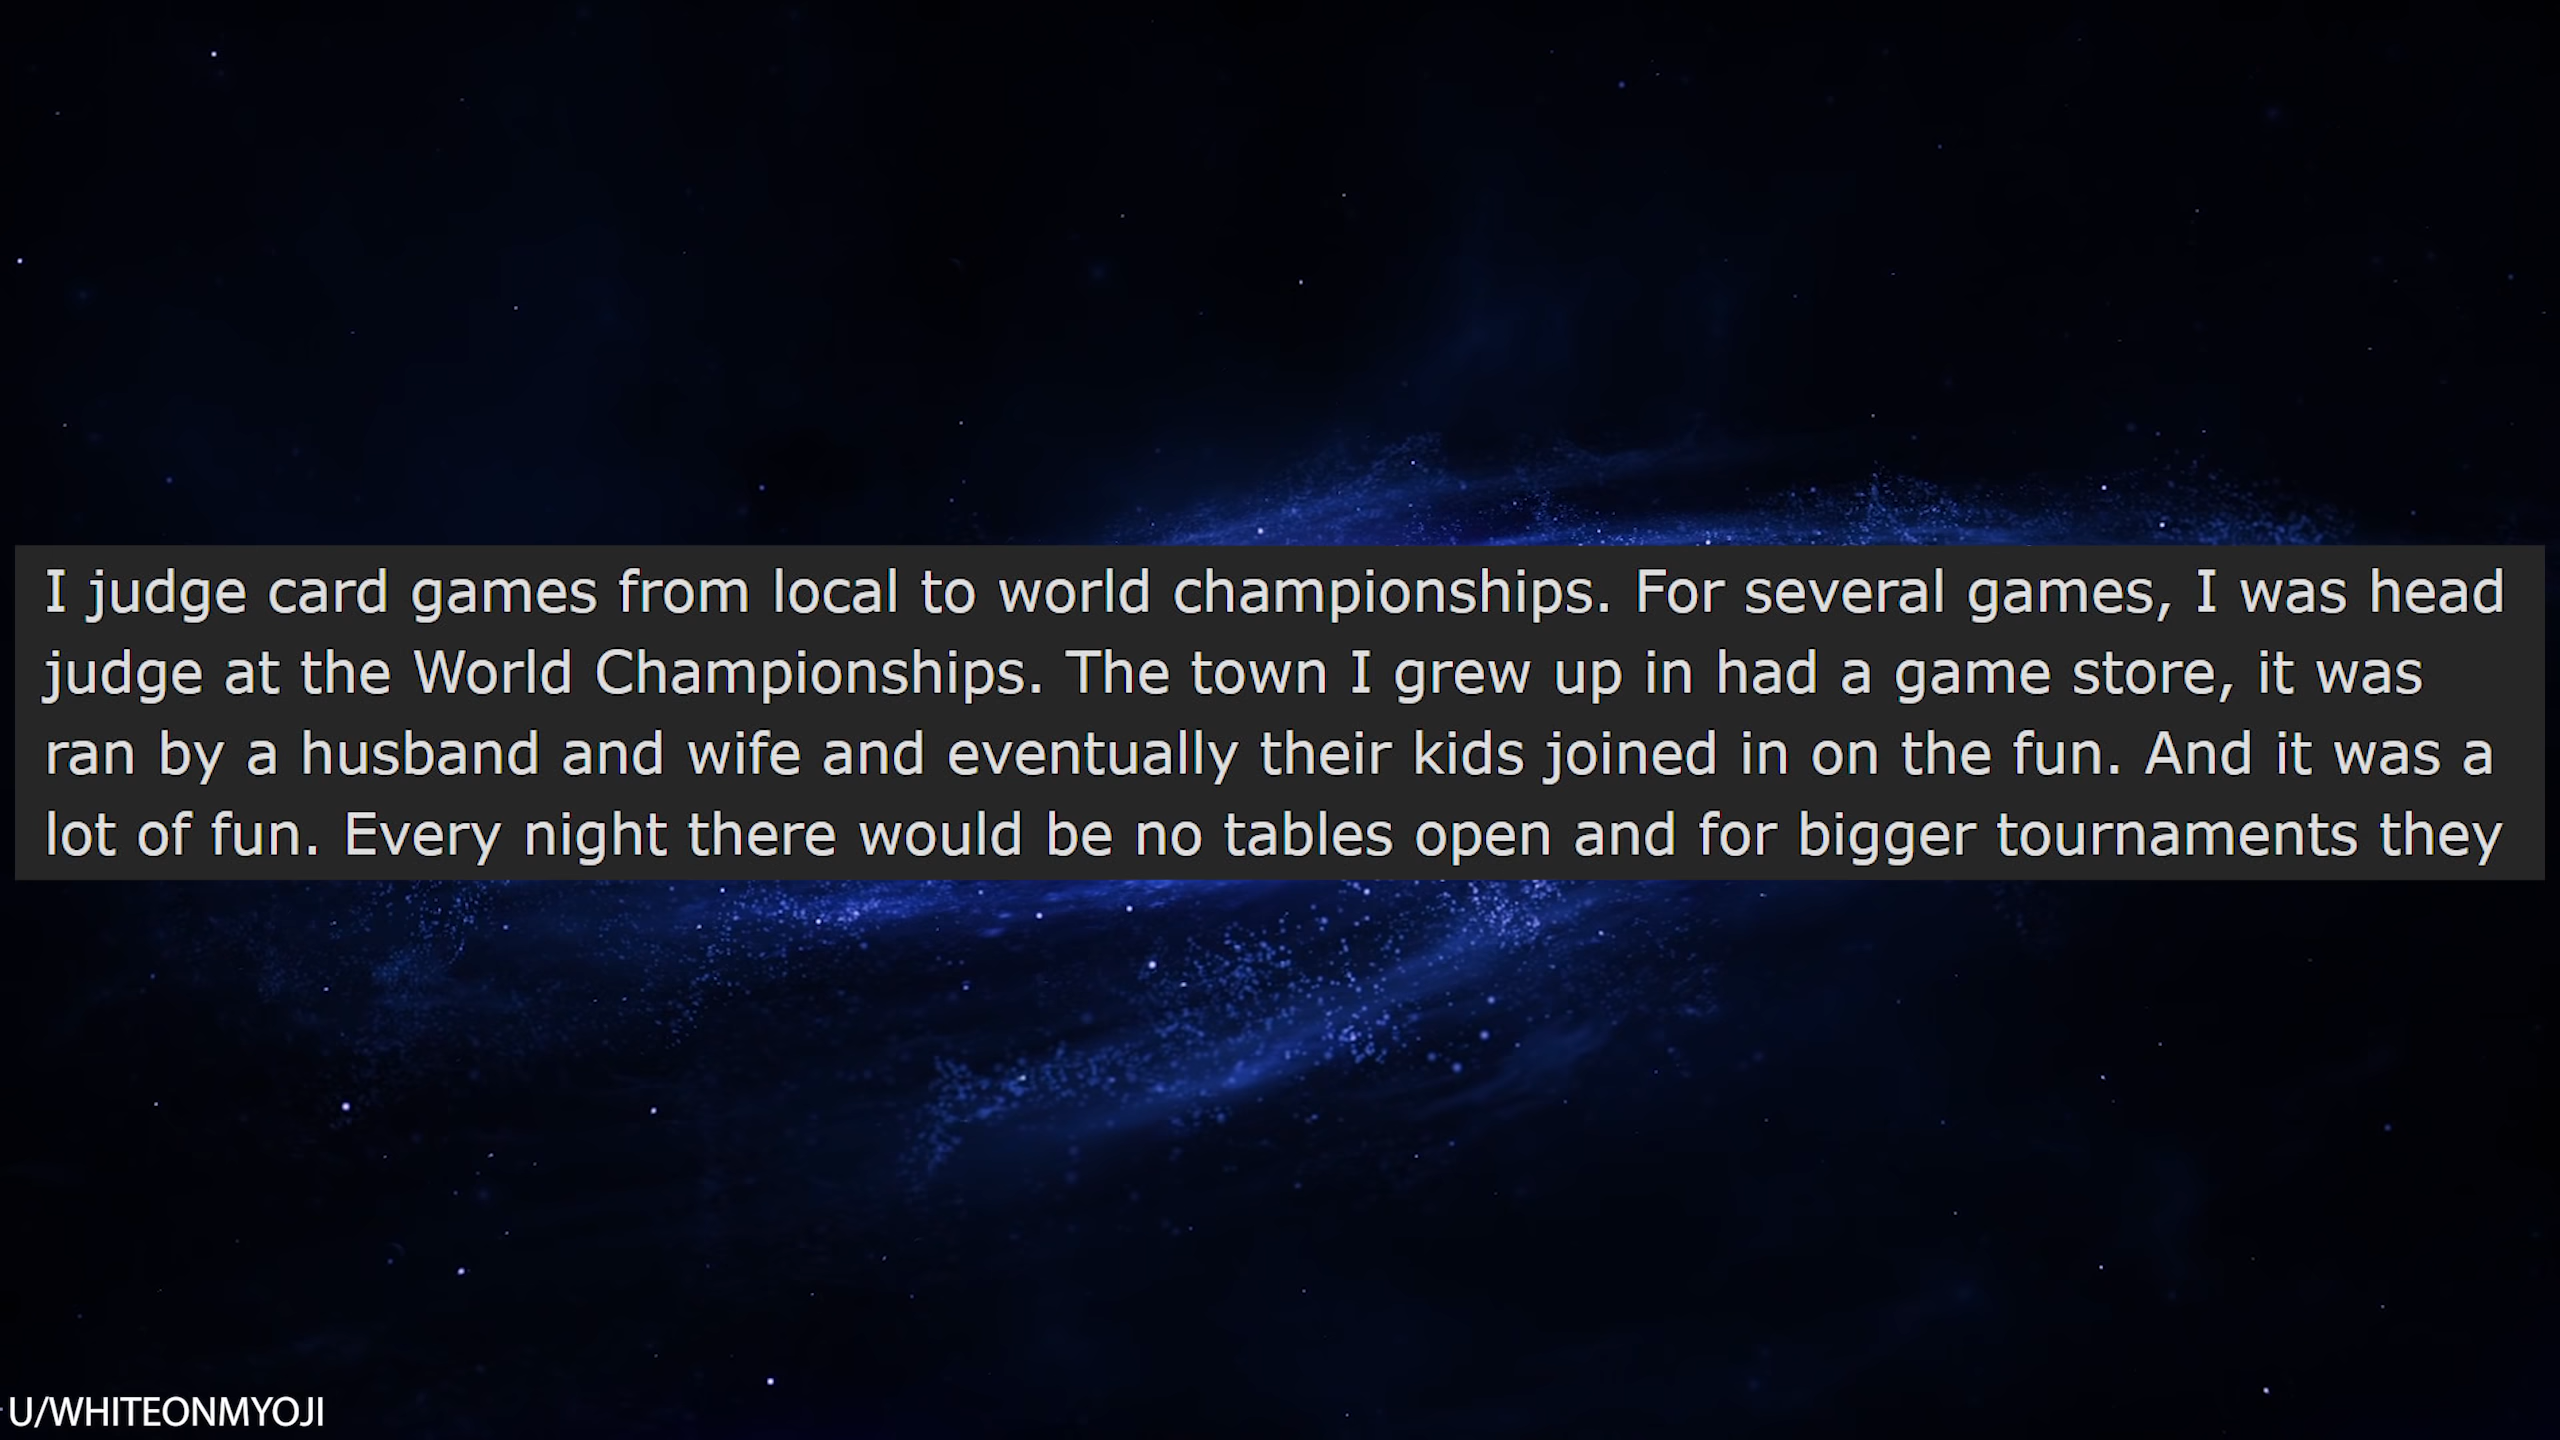 I judge card games from local to world championships. For several games, I was head
judge at the World Championships. The town I grew up in had a game store, it was
ran by a husband and wife and eventually their kids joined in on the fun. And it was a
lot of fun. Every night there would be no tables open and for bigger tournaments they
U/WHITEONMYOJI